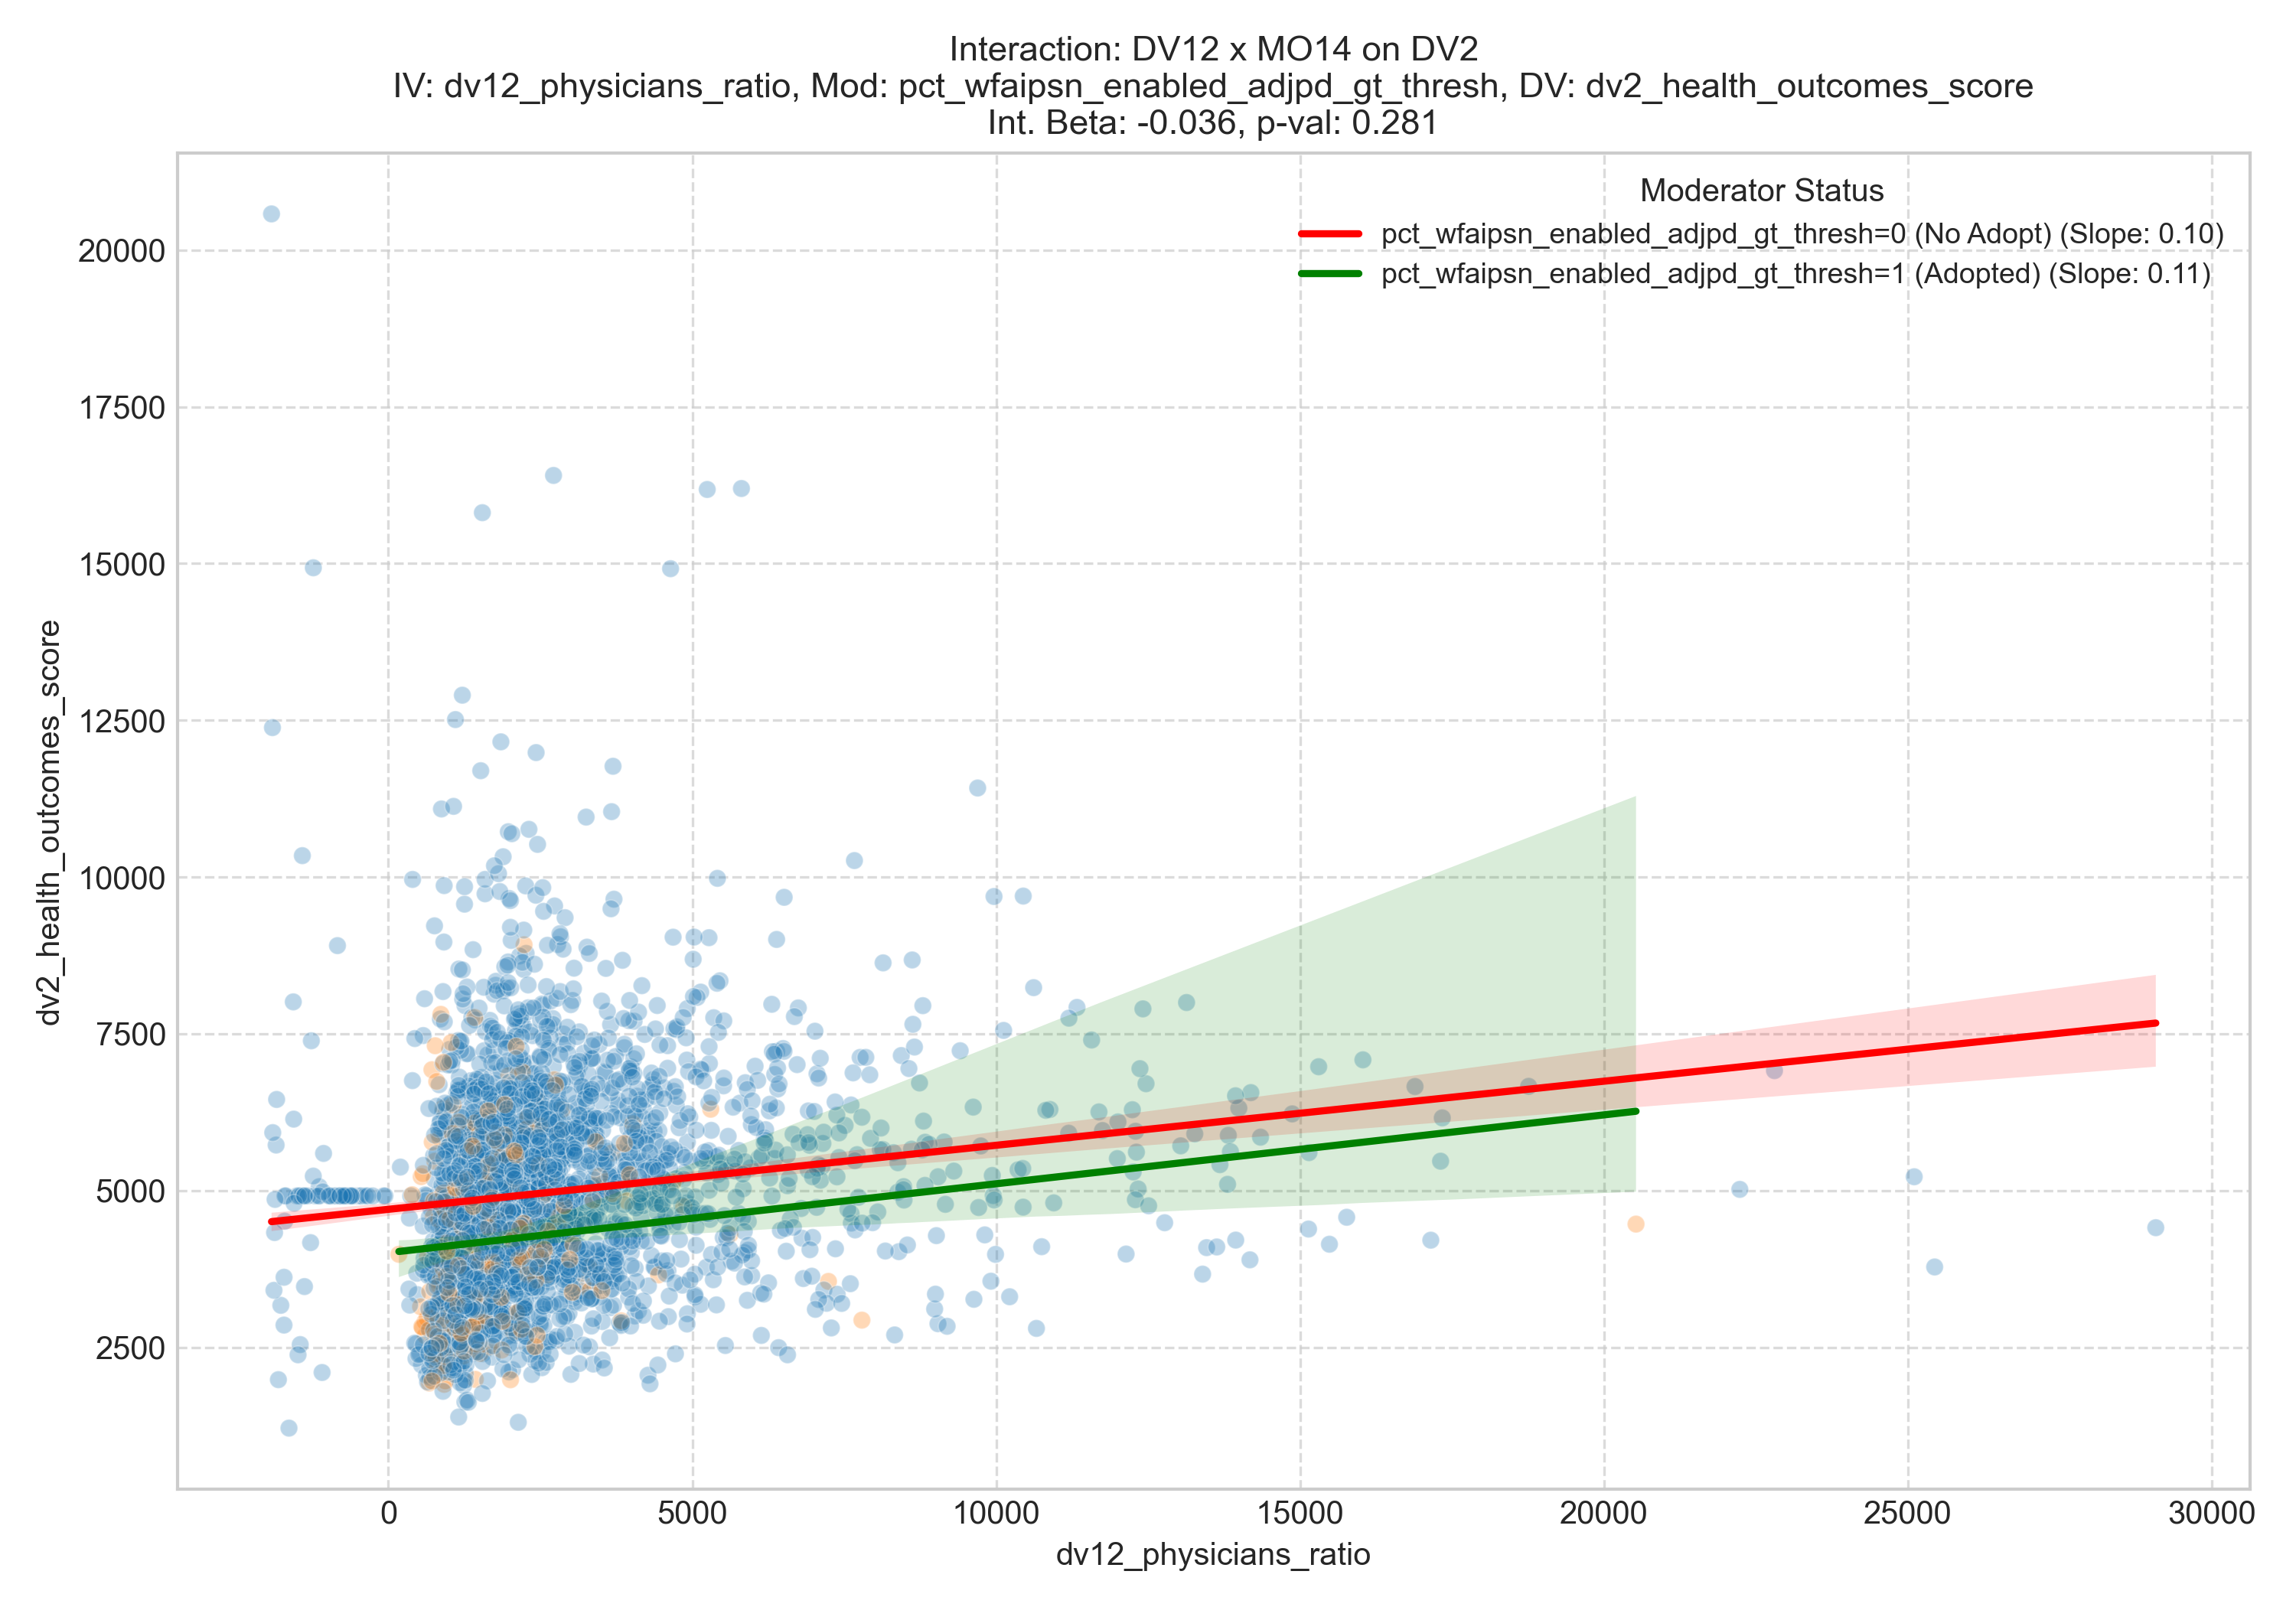 Interaction: DV12 x MO14 on DV2
IV: dv12_physicians_ratio, Mod: pct_wfaipsn_enabled_adjpd_gt_thresh, DV: dv2_health_outcomes_score
Int. Beta: -0.036, p-val: 0.281
Moderator Status
pct_wfaipsn_enabled_adjpd_gt_thresh=0 (No Adopt) (Slope: 0.10)
pct_wfaipsn_enabled_adjpd_gt_thresh=1 (Adopted) (Slope: 0.11)
dv2_health_outcomes_score
20000
17500
15000
12500
10000
7500
5000
2500
0 5000 10000 15000 20000 25000 30000
dv12_physicians_ratio